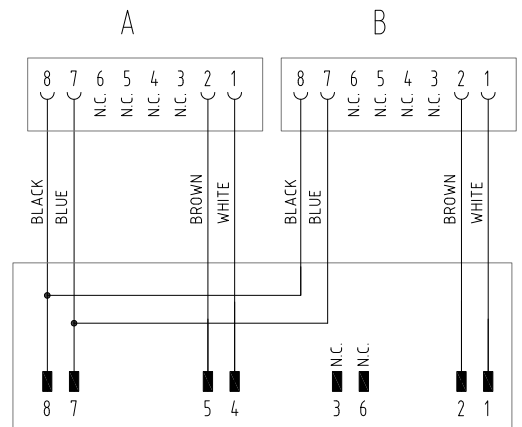 A B
8 7 6 5 4 3 2 1 8 7 6 5 4 3 2 1
N.C. N.C. N.C. N.C. N.C. N.C. N.C. N.C.
BLACK BLUE BROWN WHITE BLACK BLUE BROWN WHITE
N.C. N.C.
8 7 5 4 3 6 2 1